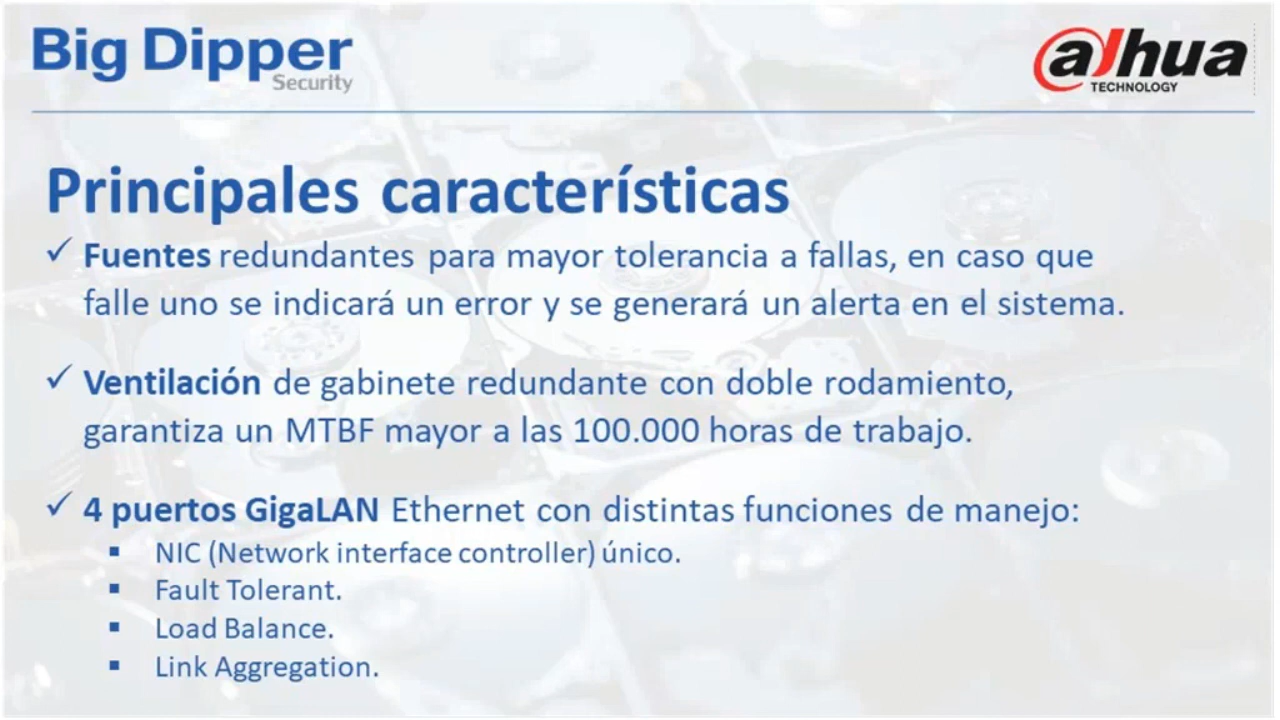 Big Dipper
Security
alhua
TECHNOLOGY
Principales características
✓ Fuentes redundantes para mayor tolerancia a fallas, en caso que
falle uno se indicará un error y se generará un alerta en el sistema.
✓ Ventilación de gabinete redundante con doble rodamiento,
garantiza un MTBF mayor a las 100.000 horas de trabajo.
✓ 4 puertos GigaLAN Ethernet con distintas funciones de manejo:
▪ NIC (Network interface controller) único.
▪ Fault Tolerant.
▪ Load Balance.
▪ Link Aggregation.